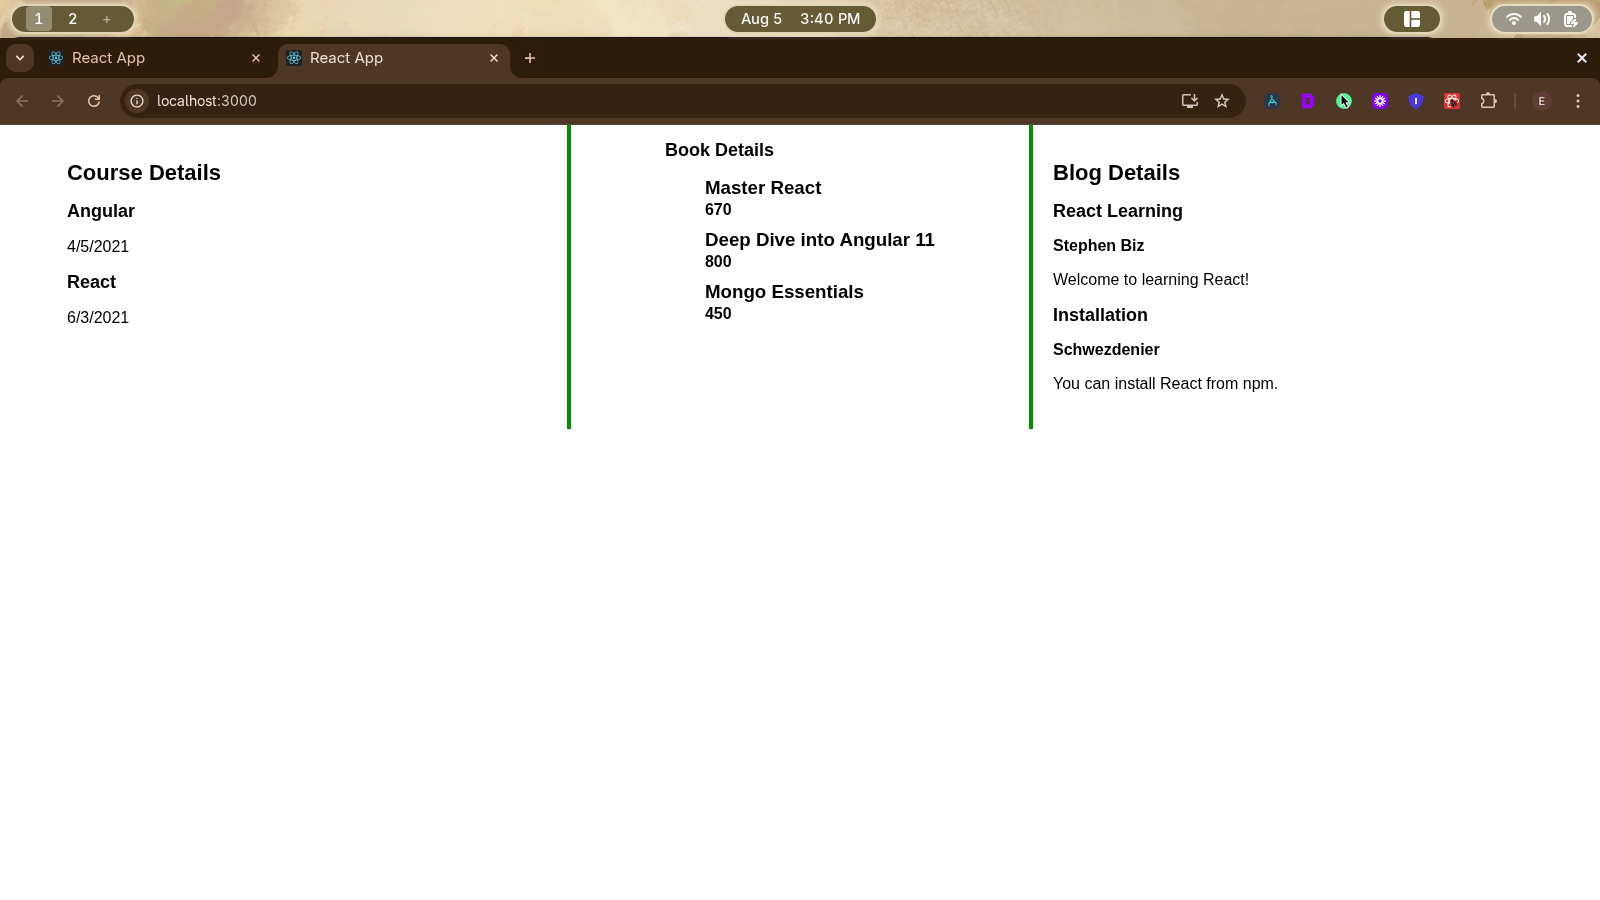 1 2 +
Aug 5 3:40 PM
React App
React App
localhost:3000
E
Course Details
Angular
4/5/2021
React
6/3/2021
Book Details
Master React
670
Deep Dive into Angular 11
800
Mongo Essentials
450
Blog Details
React Learning
Stephen Biz
Welcome to learning React!
Installation
Schwezdenier
You can install React from npm.